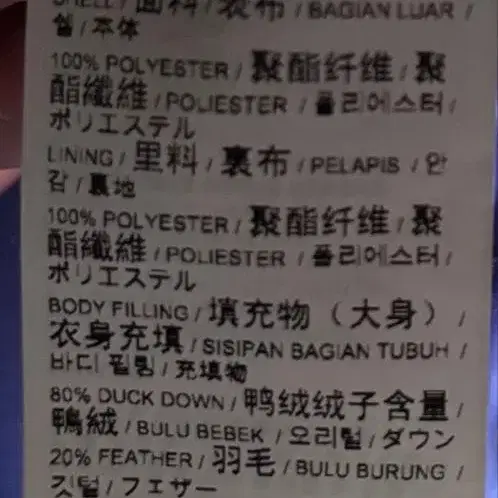 SHELL / 面料 / 表布 / BAGIAN LUAR /
쉘 / 本体
100% POLYESTER / 聚酯纤维 / 聚
酯纖維 / POLIESTER / 폴리에스터 /
ポリエステル
LINING / 里料 / 裏布 / PELAPIS / 안
감 / 裏地
100% POLYESTER / 聚酯纤维 / 聚
酯纖維 / POLIESTER / 폴리에스터 /
ポリエステル
BODY FILLING / 填充物（大身）/
衣身充填 / SISIPAN BAGIAN TUBUH /
바디 필링 / 充填物
80% DUCK DOWN / 鸭绒绒子含量 /
鴨絨 / BULU BEBEK / 오리털 / ダウン
20% FEATHER / 羽毛 / BULU BURUNG /
깃털 / フェザー